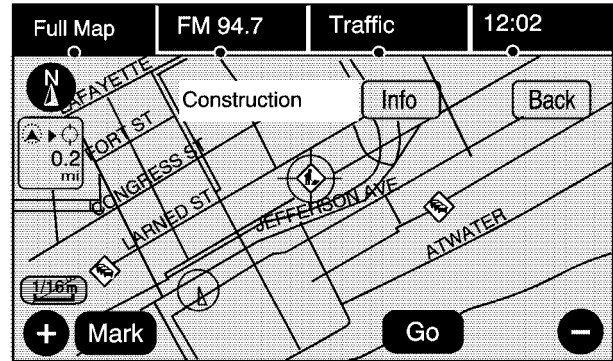 Full Map FM 94.7 Traffic 12:02
N
LAFAYETTE
Construction Info Back
FORT ST
0.2
mi
CONGRESS ST
LARNED ST
JEFFERSON AVE
ATWATER
1/16m
+ Mark Go −